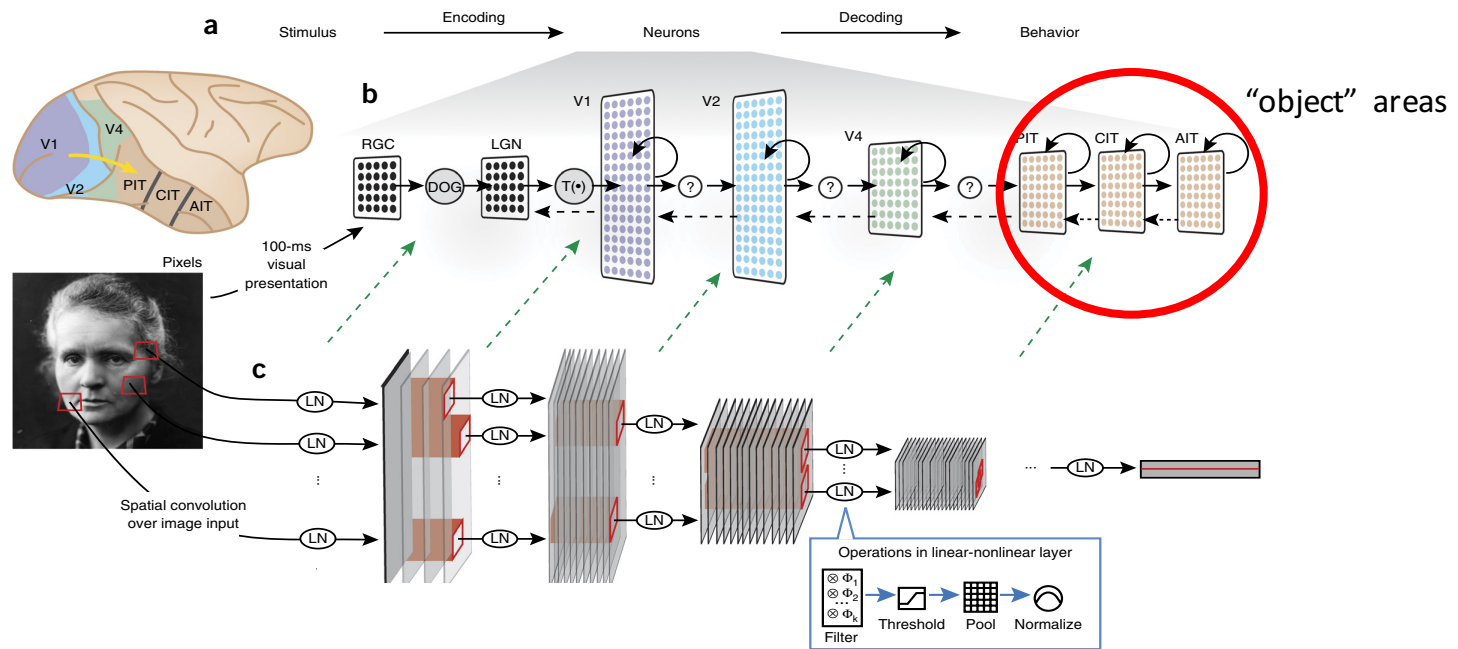 a
Stimulus
Encoding
Neurons
Decoding
Behavior
V1
V4
V2
PIT
CIT
AIT
b
RGC
DOG
LGN
T(•)
V1
?
V2
?
V4
?
PIT
CIT
AIT
"object" areas
100-ms
visual
presentation
Pixels
c
LN
LN
⋮
LN
LN
LN
⋮
LN
LN
⋮
LN
LN
⋮
LN
...
LN
Spatial convolution
over image input
Operations in linear-nonlinear layer
⊗ Φ1
⊗ Φ2
...
⊗ Φk
Filter
Threshold
Pool
Normalize